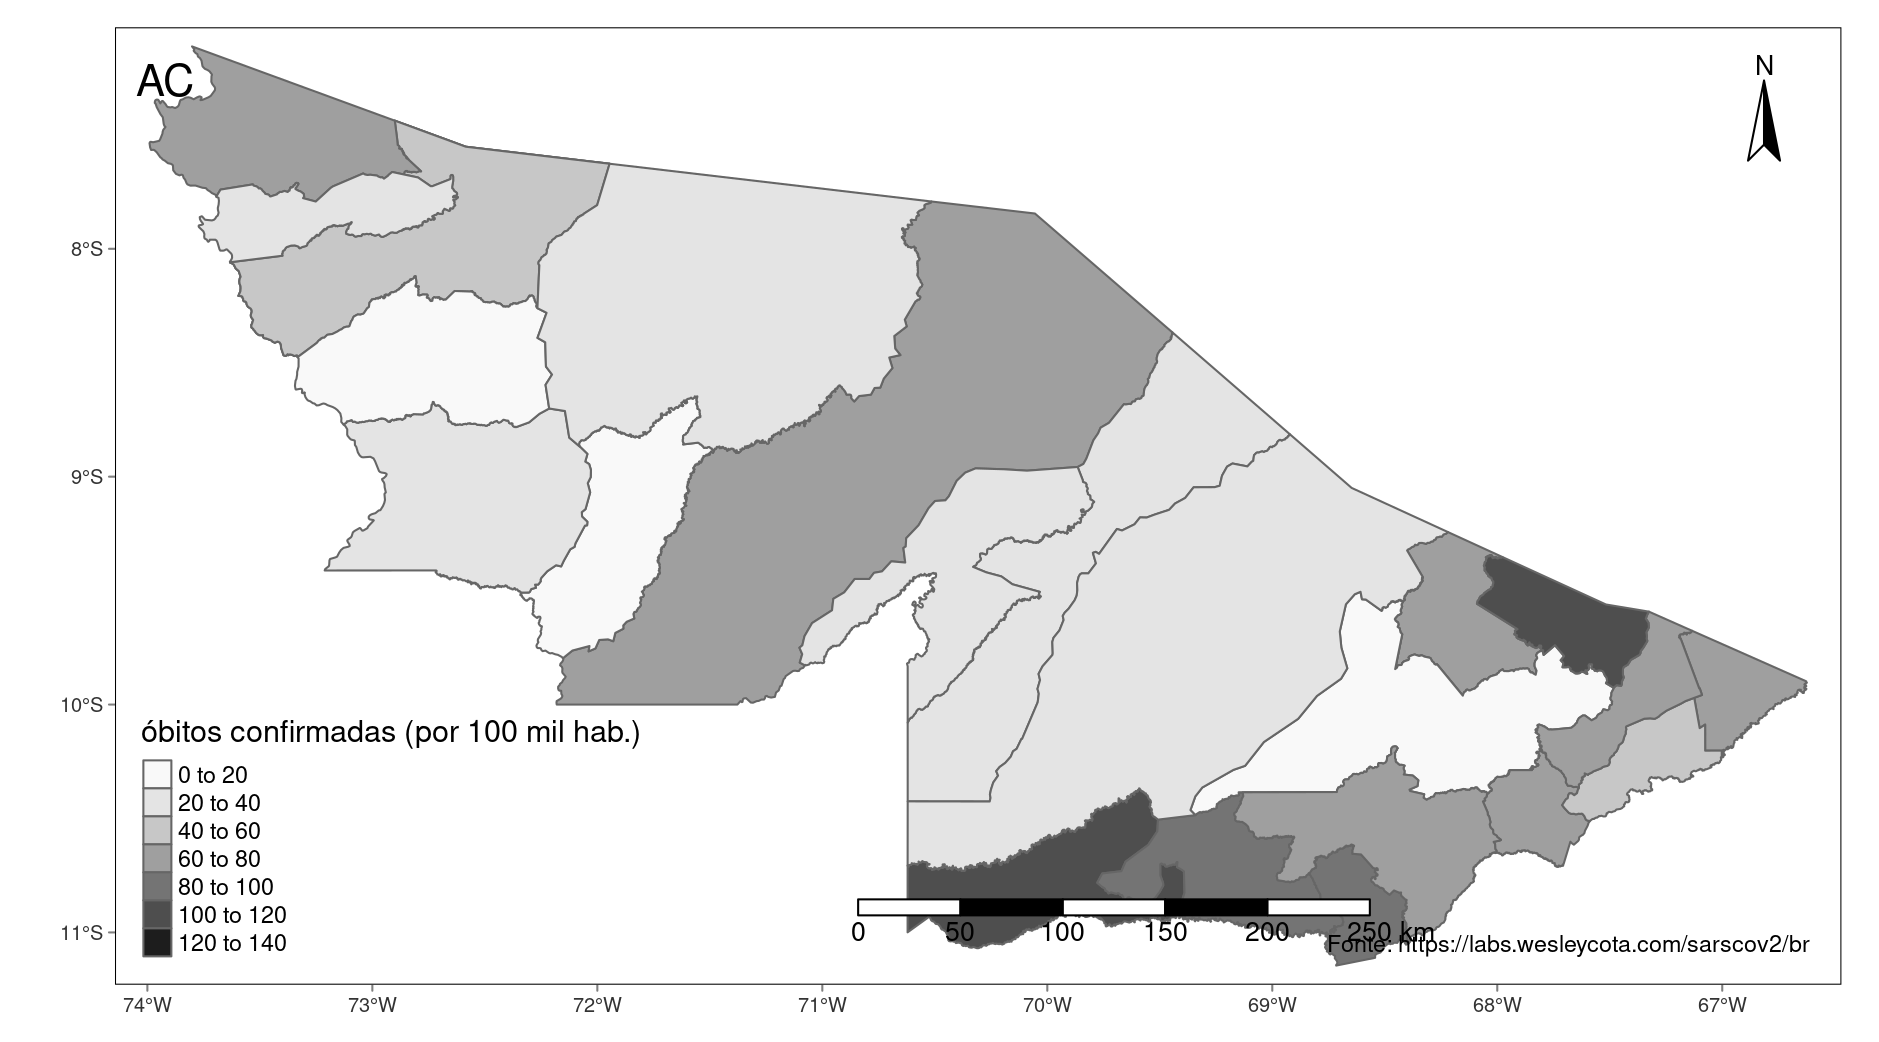 AC
N
8°S
9°S
10°S
11°S
óbitos confirmadas (por 100 mil hab.)
0 to 20
20 to 40
40 to 60
60 to 80
80 to 100
100 to 120
120 to 140
0 50 100 150 200 250 km
Fonte: https://labs.wesleycota.com/sarscov2/br
74°W 73°W 72°W 71°W 70°W 69°W 68°W 67°W